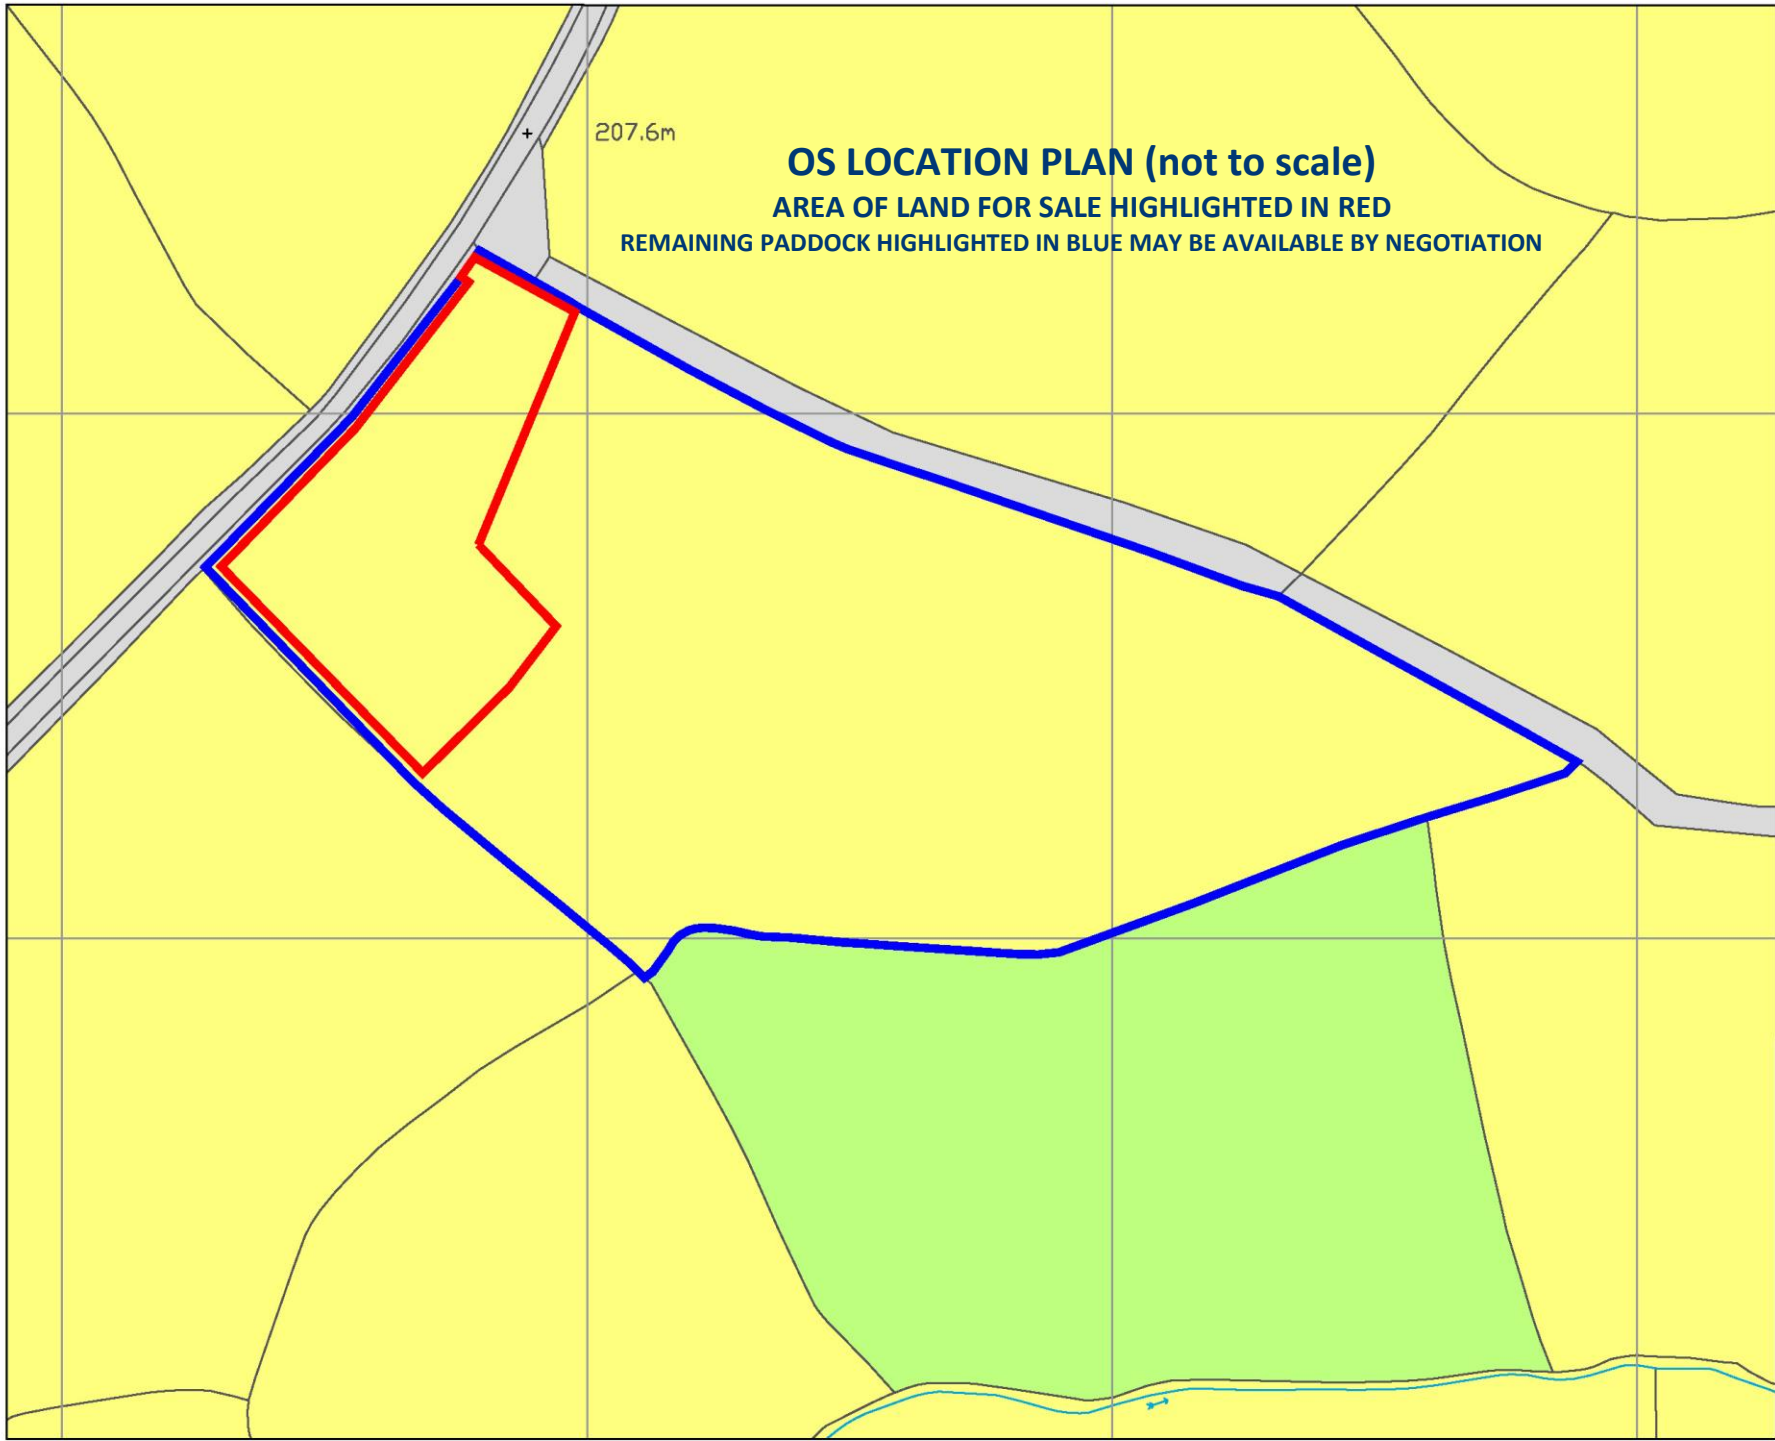 207.6m
OS LOCATION PLAN (not to scale)
AREA OF LAND FOR SALE HIGHLIGHTED IN RED
REMAINING PADDOCK HIGHLIGHTED IN BLUE MAY BE AVAILABLE BY NEGOTIATION